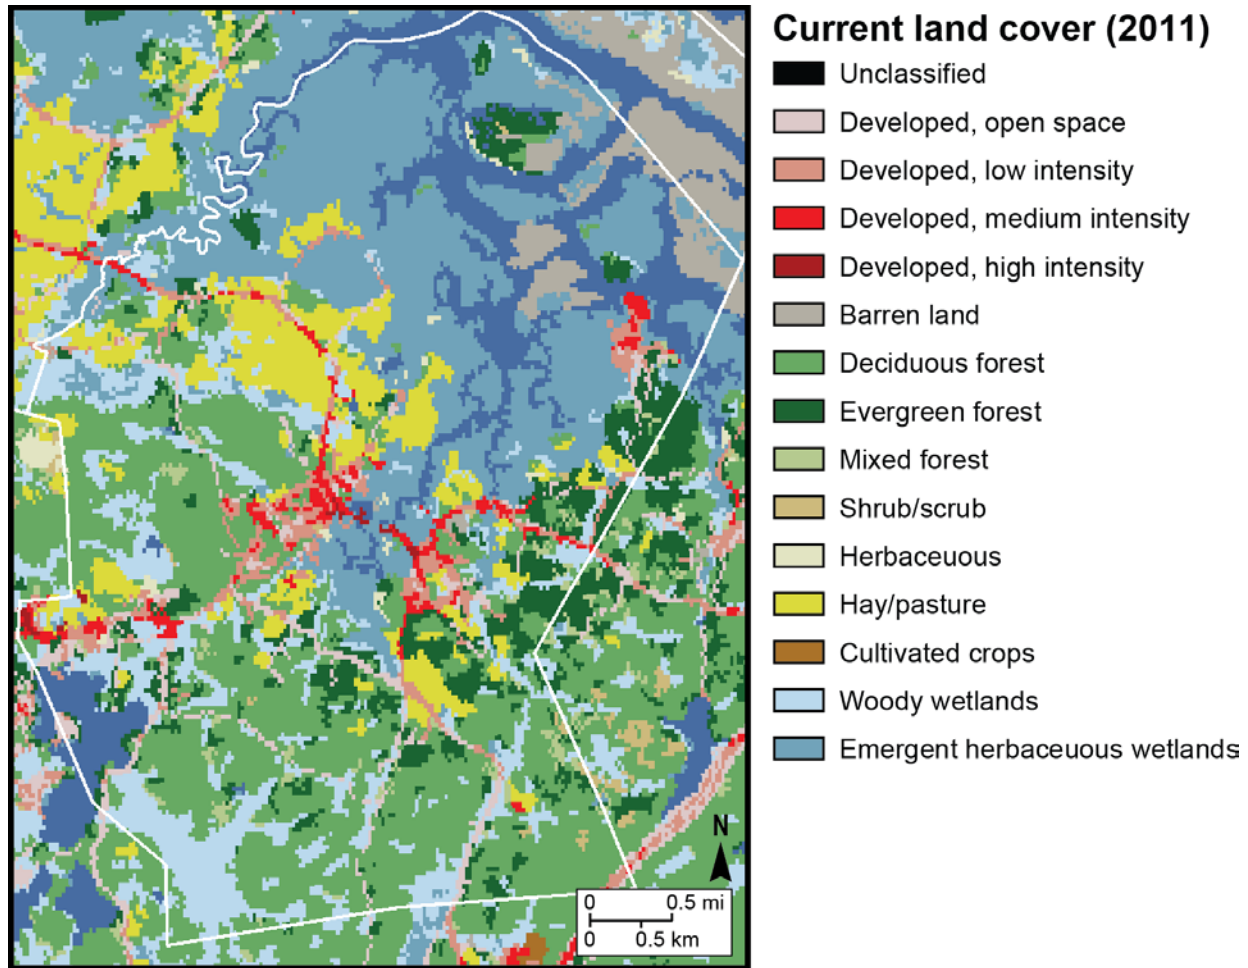 Current land cover (2011)
Unclassified
Developed, open space
Developed, low intensity
Developed, medium intensity
Developed, high intensity
Barren land
Deciduous forest
Evergreen forest
Mixed forest
Shrub/scrub
Herbaceuous
Hay/pasture
Cultivated crops
Woody wetlands
Emergent herbaceuous wetlands
N
0 0.5 mi
0 0.5 km